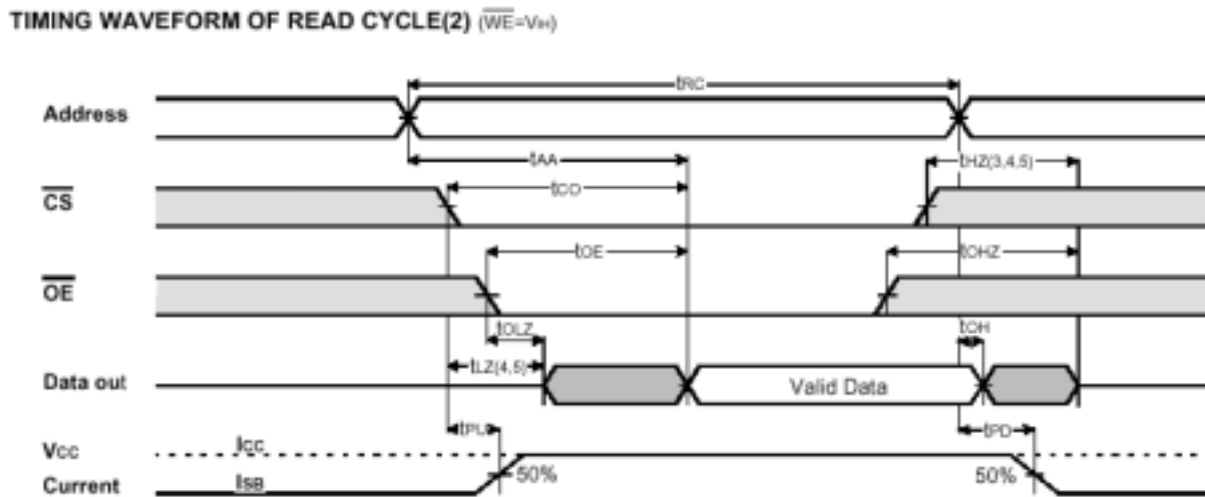 TIMING WAVEFORM OF READ CYCLE(2) (WE=VIH)
tRC
Address
tAA
tHZ(3,4,5)
CS
tCO
tOE
tOHZ
OE
tOLZ
tOH
tLZ(4,5)
Data out
Valid Data
tPU
tPD
VCC
ICC
50%
50%
Current
ISB